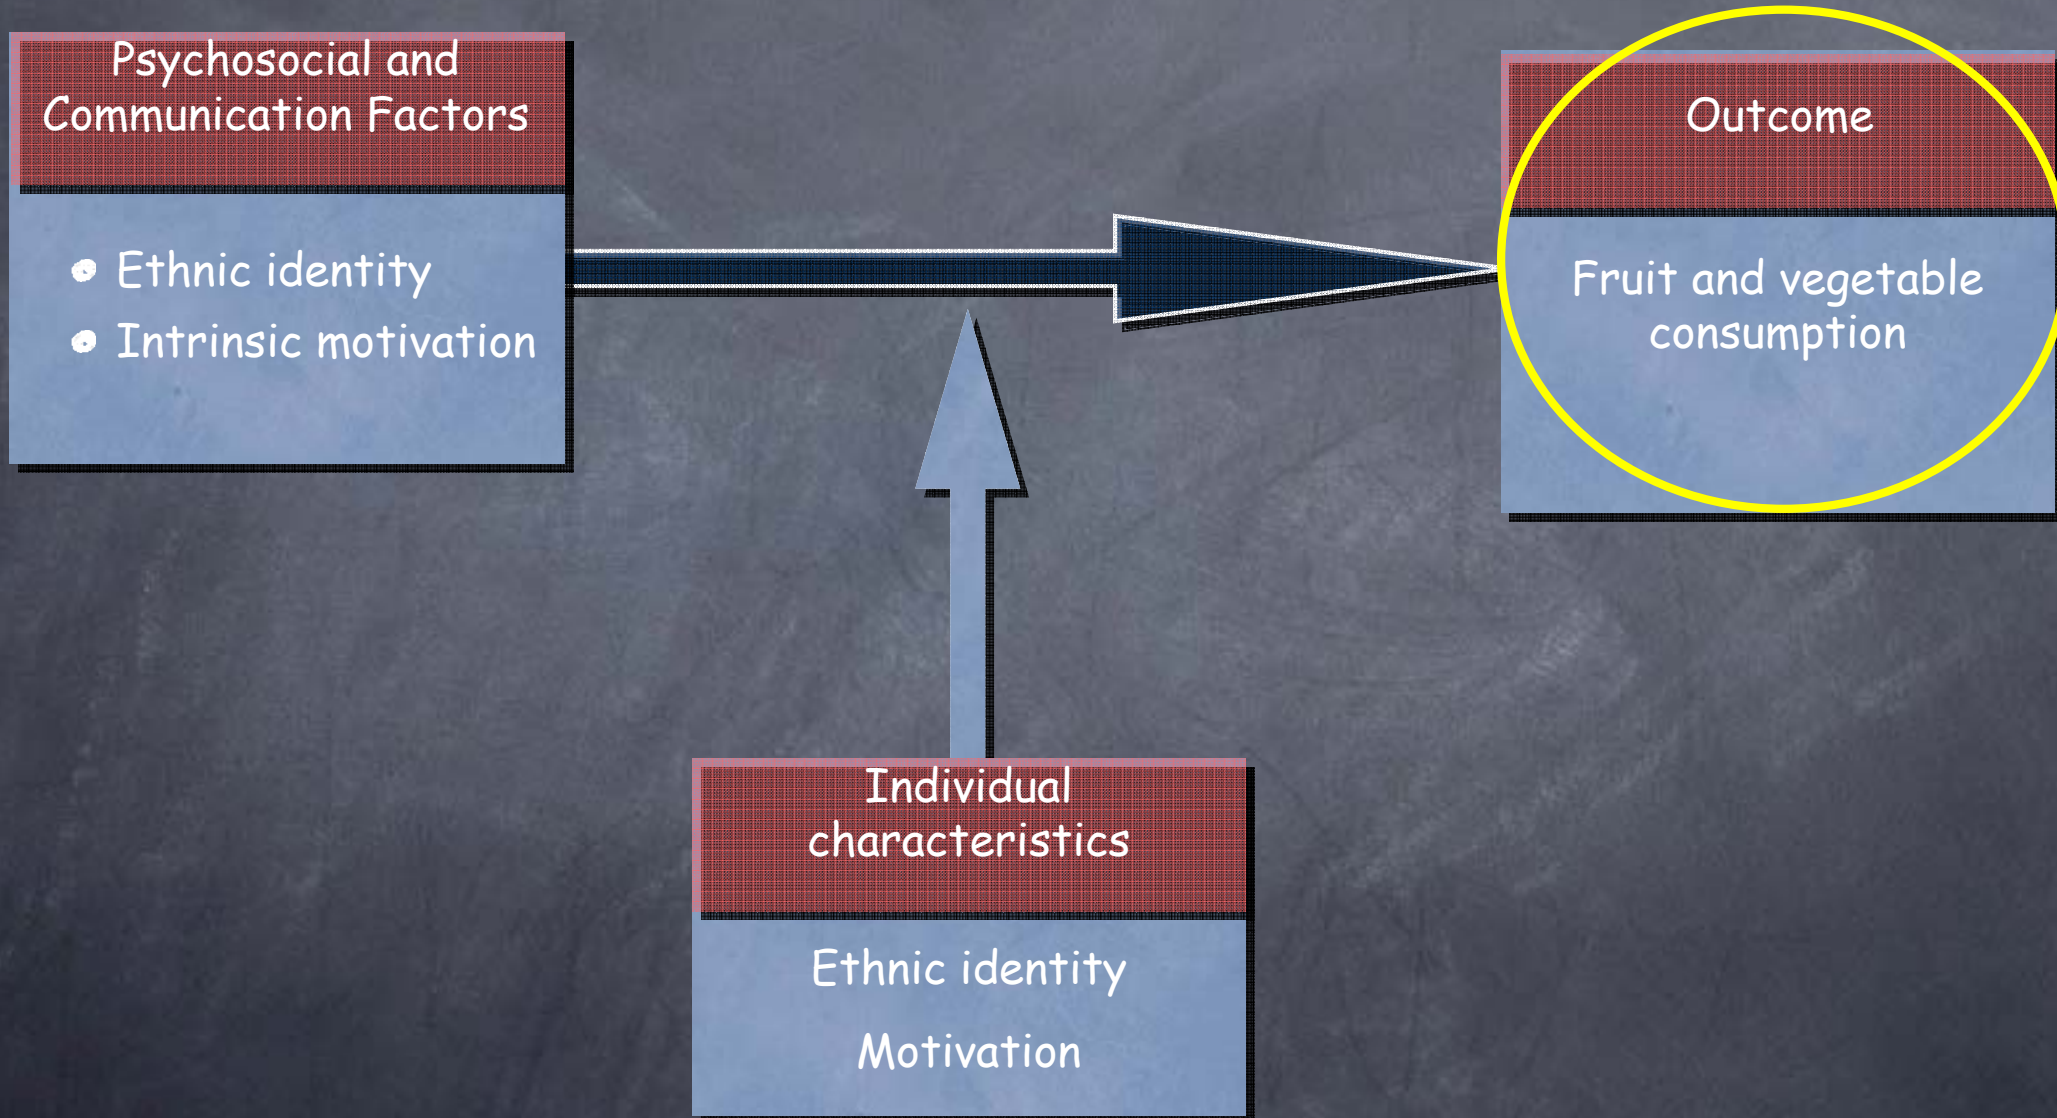 Psychosocial and
Communication Factors
Ethnic identity
Intrinsic motivation
Outcome
Fruit and vegetable
consumption
Individual
characteristics
Ethnic identity
Motivation